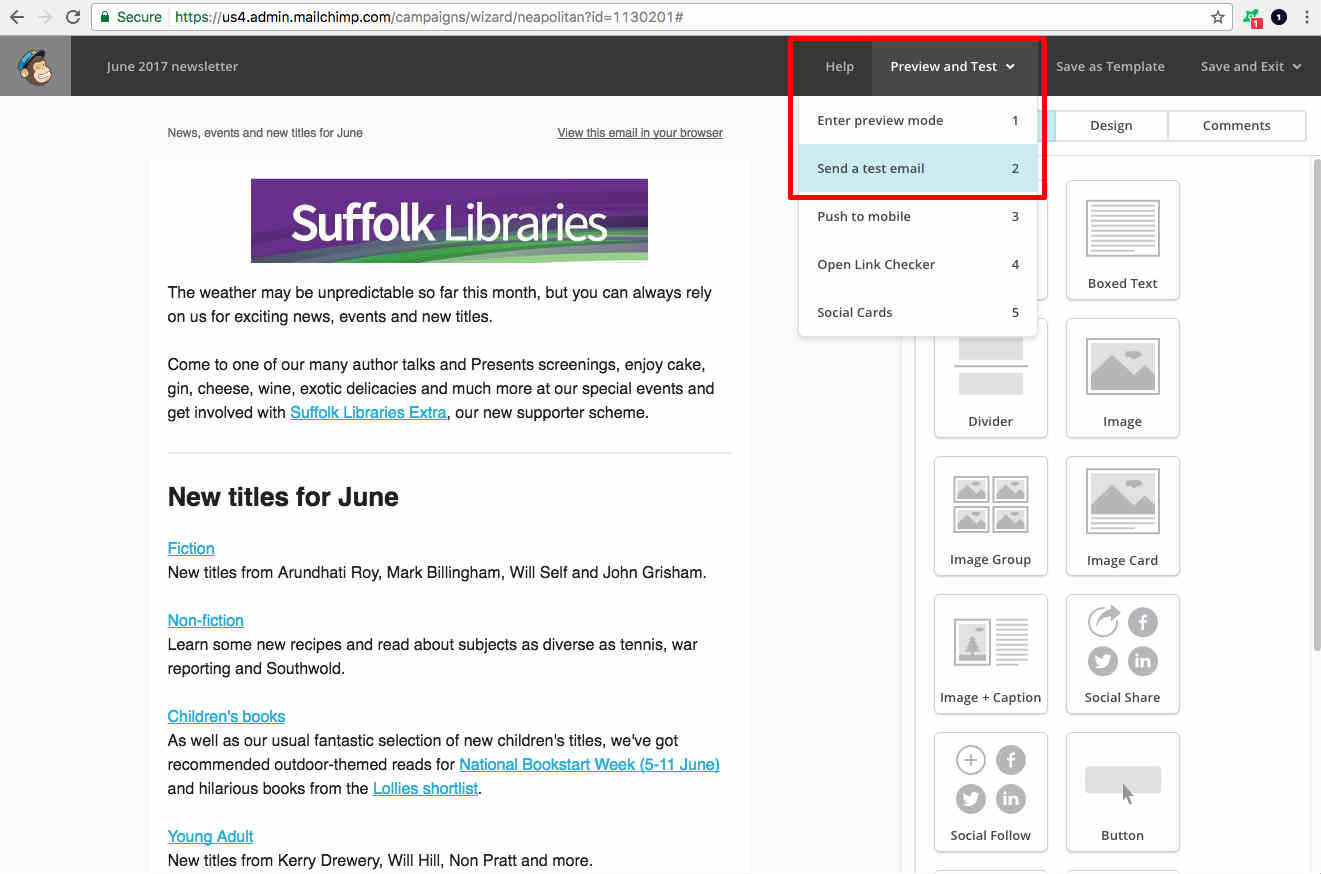 Secure https://us4.admin.mailchimp.com/campaigns/wizard/neapolitan?id=1130201#
1
1
June 2017 newsletter
Help
Preview and Test
Save as Template
Save and Exit
Enter preview mode 1
Send a test email 2
Push to mobile 3
Open Link Checker 4
Social Cards 5
Design
Comments
News, events and new titles for June
View this email in your browser
Suffolk Libraries
The weather may be unpredictable so far this month, but you can always rely
on us for exciting news, events and new titles.
Come to one of our many author talks and Presents screenings, enjoy cake,
gin, cheese, wine, exotic delicacies and much more at our special events and
get involved with Suffolk Libraries Extra, our new supporter scheme.
New titles for June
Fiction
New titles from Arundhati Roy, Mark Billingham, Will Self and John Grisham.
Non-fiction
Learn some new recipes and read about subjects as diverse as tennis, war
reporting and Southwold.
Children's books
As well as our usual fantastic selection of new children's titles, we've got
recommended outdoor-themed reads for National Bookstart Week (5-11 June)
and hilarious books from the Lollies shortlist.
Young Adult
New titles from Kerry Drewery, Will Hill, Non Pratt and more.
Boxed Text
Divider
Image
Image Group
Image Card
Image + Caption
Social Share
Social Follow
Button